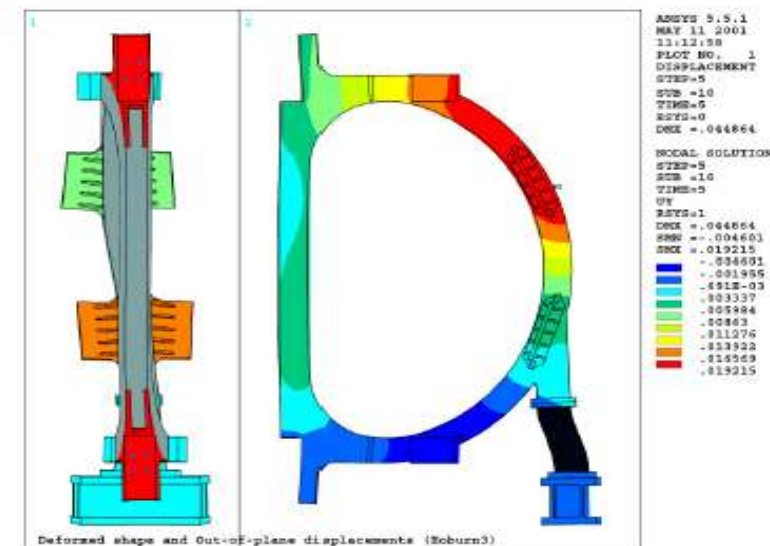 1
2
ANSYS 5.5.1
MAY 11 2001
11:12:58
PLOT NO. 1
DISPLACEMENT
STEP=5
SUB =10
TIME=5
RSYS=0
DMX =.044864
NODAL SOLUTION
STEP=5
SUB =10
TIME=5
UY
RSYS=1
DMX =.044864
SMN =-.004601
SMX =.019215
-.004601
-.001955
.691E-03
.003337
.005984
.00863
.011276
.013922
.016569
.019215
Deformed shape and Out-of-plane displacements (Noburn3)